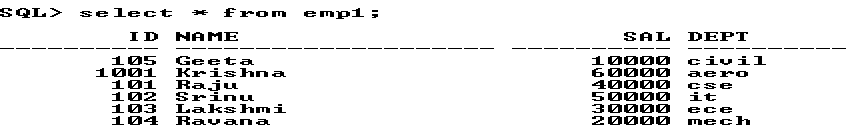 SQL> select * from emp1;
ID NAME SAL DEPT
---------- ------------------------------ ---------- ----------
105 Geeta 10000 civil
1001 Krishna 60000 aero
101 Raju 40000 cse
102 Srinu 50000 it
103 Lakshmi 30000 ece
104 Ravana 20000 mech